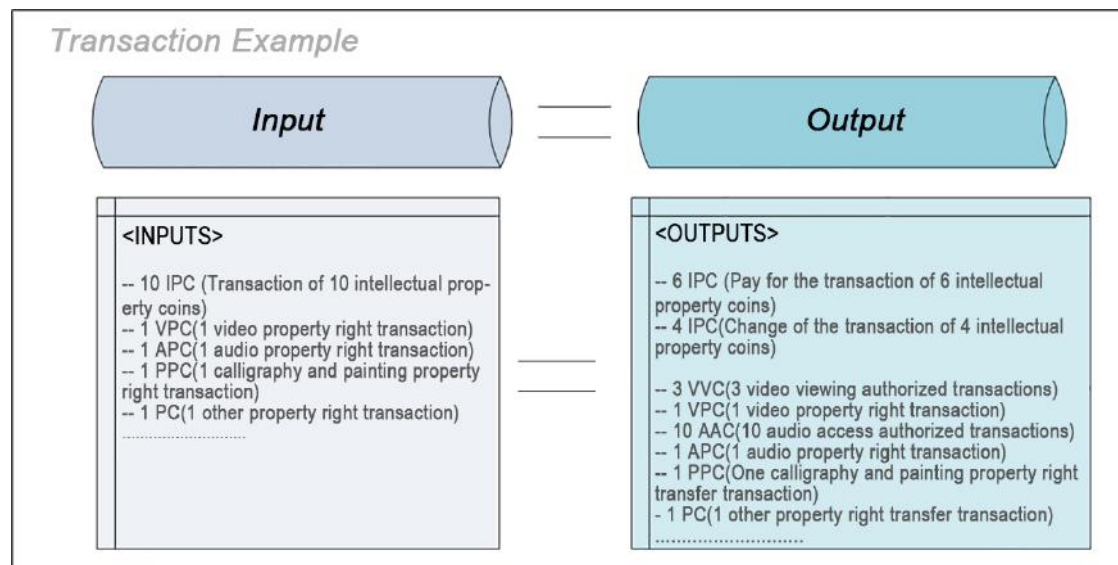 Transaction Example
Input
Output
<INPUTS>
-- 10 IPC (Transaction of 10 intellectual prop-
erty coins)
-- 1 VPC(1 video property right transaction)
-- 1 APC(1 audio property right transaction)
-- 1 PPC(1 calligraphy and painting property
right transaction)
-- 1 PC(1 other property right transaction)
............................
<OUTPUTS>
-- 6 IPC (Pay for the transaction of 6 intellectual
property coins)
-- 4 IPC(Change of the transaction of 4 intellectual
property coins)
-- 3 VVC(3 video viewing authorized transactions)
-- 1 VPC(1 video property right transaction)
-- 10 AAC(10 audio access authorized transactions)
-- 1 APC(1 audio property right transaction)
-- 1 PPC(One calligraphy and painting property right
transfer transaction)
- 1 PC(1 other property right transfer transaction)
............................